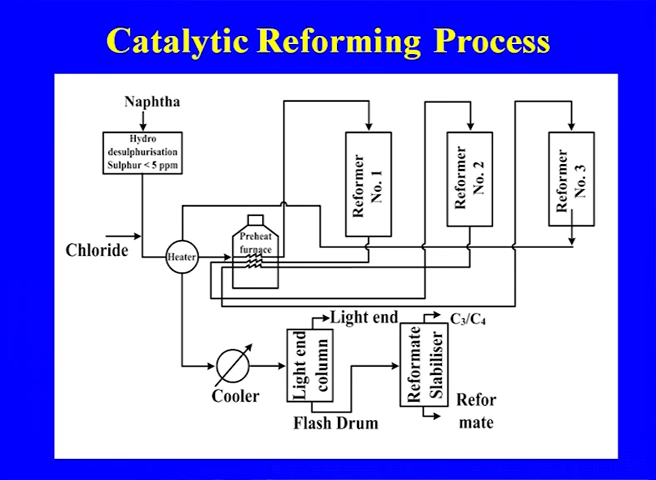 Catalytic Reforming Process
Naphtha
Hydro
desulphurisation
Sulphur < 5 ppm
Chloride
Heater
Preheat
furnace
Reformer
No. 1
Reformer
No. 2
Reformer
No. 3
Cooler
Light end
column
Light end
Flash Drum
Reformate
Slabiliser
C3/C4
Refor
mate